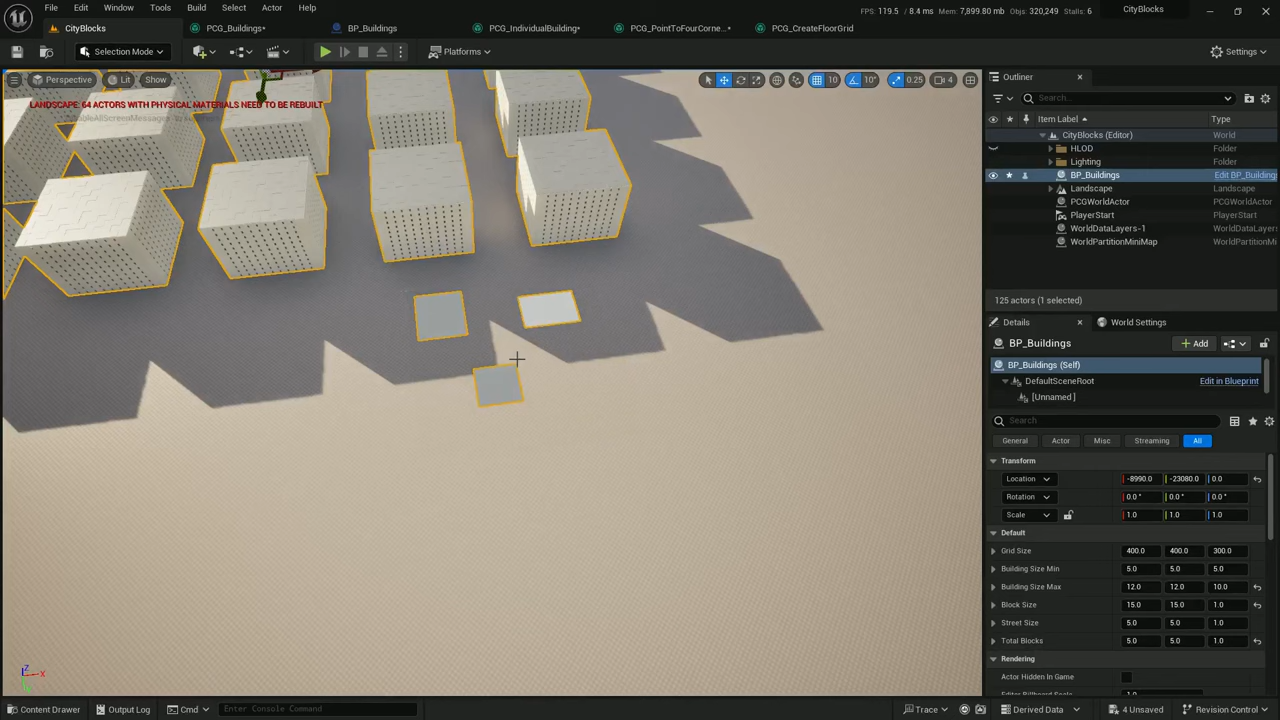 File Edit Window Tools Build Select Actor Help
FPS: 119.5 / 8.4 ms Mem: 7,899.80 mb Objs: 320,249 Stalls: 6
CityBlocks
CityBlocks
PCG_Buildings*
BP_Buildings
PCG_IndividualBuilding*
PCG_PointToFourCorne...*
PCG_CreateFloorGrid
Selection Mode
Platforms
Settings
Perspective Lit Show
10 10° 0.25 4
LANDSCAPE: 64 ACTORS WITH PHYSICAL MATERIALS NEED TO BE REBUILT
Outliner
Search...
Item Label Type
CityBlocks (Editor) World
HLOD Folder
Lighting Folder
BP_Buildings Edit BP_Building
Landscape Landscape
PCGWorldActor PCGWorldActor
PlayerStart PlayerStart
WorldDataLayers-1 WorldDataLayer
WorldPartitionMiniMap WorldPartitionM
125 actors (1 selected)
Details
World Settings
BP_Buildings
Add
BP_Buildings (Self)
DefaultSceneRoot Edit in Blueprint
[Unnamed ]
Search
General Actor Misc Streaming All
Transform
Location -8990.0 -23080.0 0.0
Rotation 0.0 ° 0.0 ° 0.0 °
Scale 1.0 1.0 1.0
Default
Grid Size 400.0 400.0 300.0
Building Size Min 5.0 5.0 5.0
Building Size Max 12.0 12.0 10.0
Block Size 15.0 15.0 1.0
Street Size 5.0 5.0 1.0
Total Blocks 5.0 5.0 1.0
Rendering
Actor Hidden In Game
Z X
Content Drawer
Output Log
Cmd
Enter Console Command
Trace
Derived Data
4 Unsaved
Revision Control